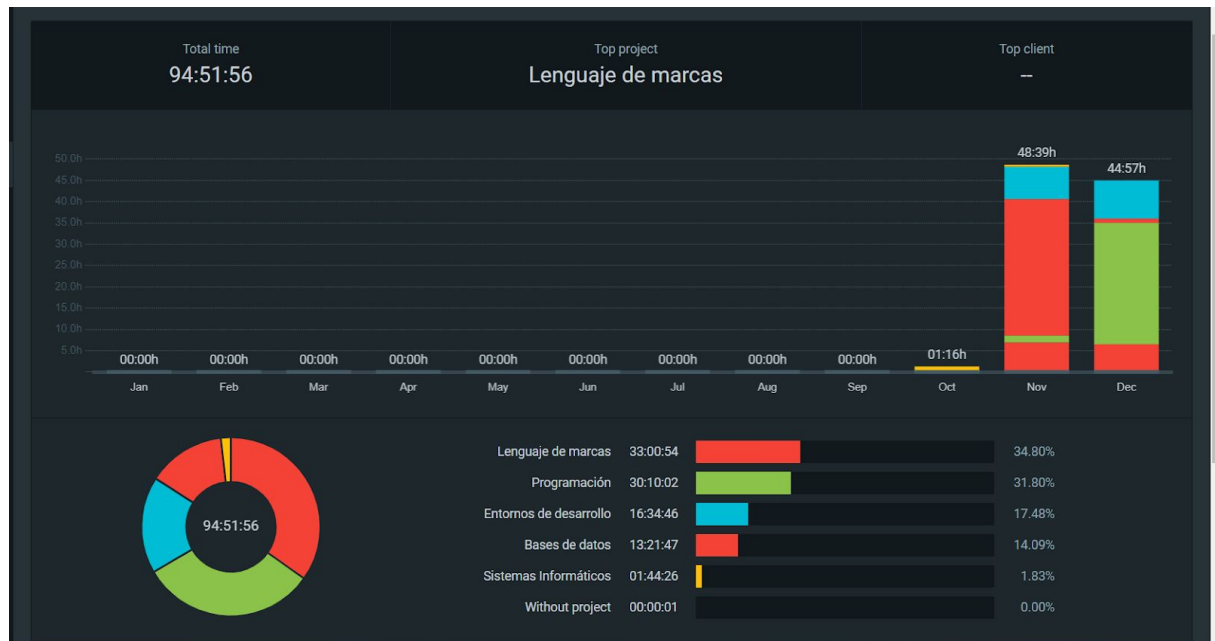 Total time
94:51:56
Top project
Lenguaje de marcas
Top client
--
48:39h
44:57h
50.0h
45.0h
40.0h
35.0h
30.0h
25.0h
20.0h
15.0h
10.0h
5.0h
00:00h 00:00h 00:00h 00:00h 00:00h 00:00h 00:00h 00:00h 00:00h 01:16h
Jan Feb Mar Apr May Jun Jul Aug Sep Oct Nov Dec
94:51:56
Lenguaje de marcas 33:00:54 34.80%
Programación 30:10:02 31.80%
Entornos de desarrollo 16:34:46 17.48%
Bases de datos 13:21:47 14.09%
Sistemas Informáticos 01:44:26 1.83%
Without project 00:00:01 0.00%